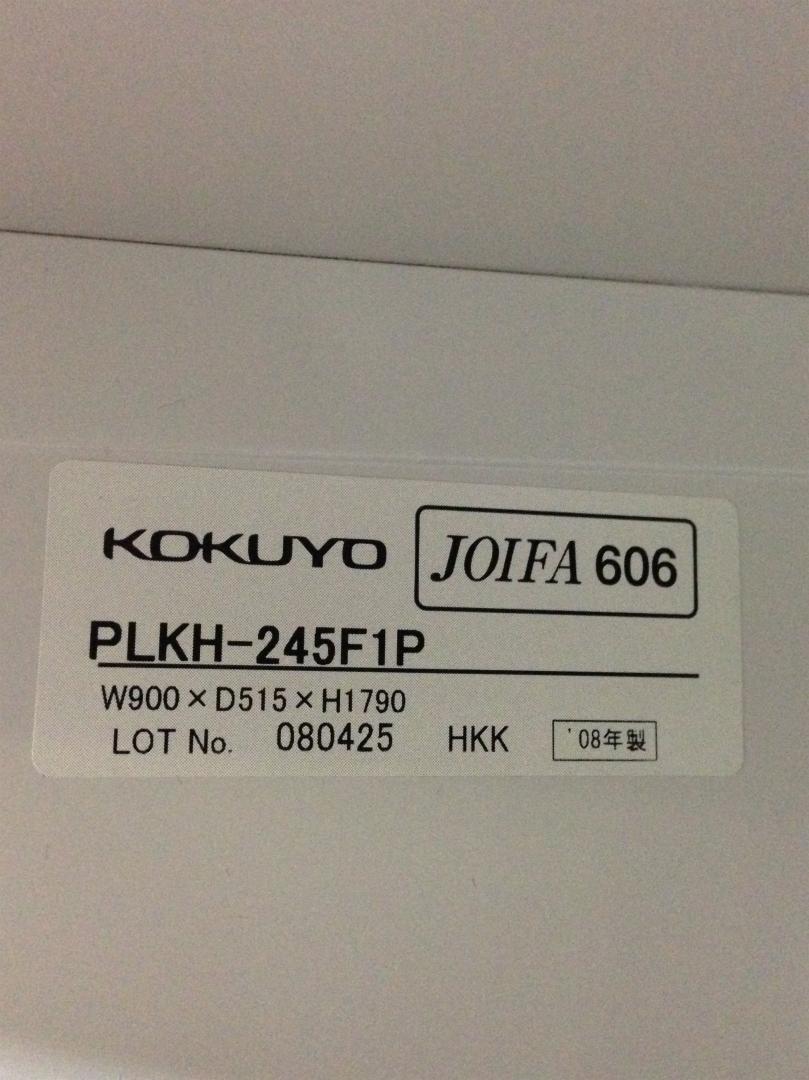 KOKUYO JOIFA 606
PLKH-245F1P
W900×D515×H1790
LOT No. 080425 HKK '08年製